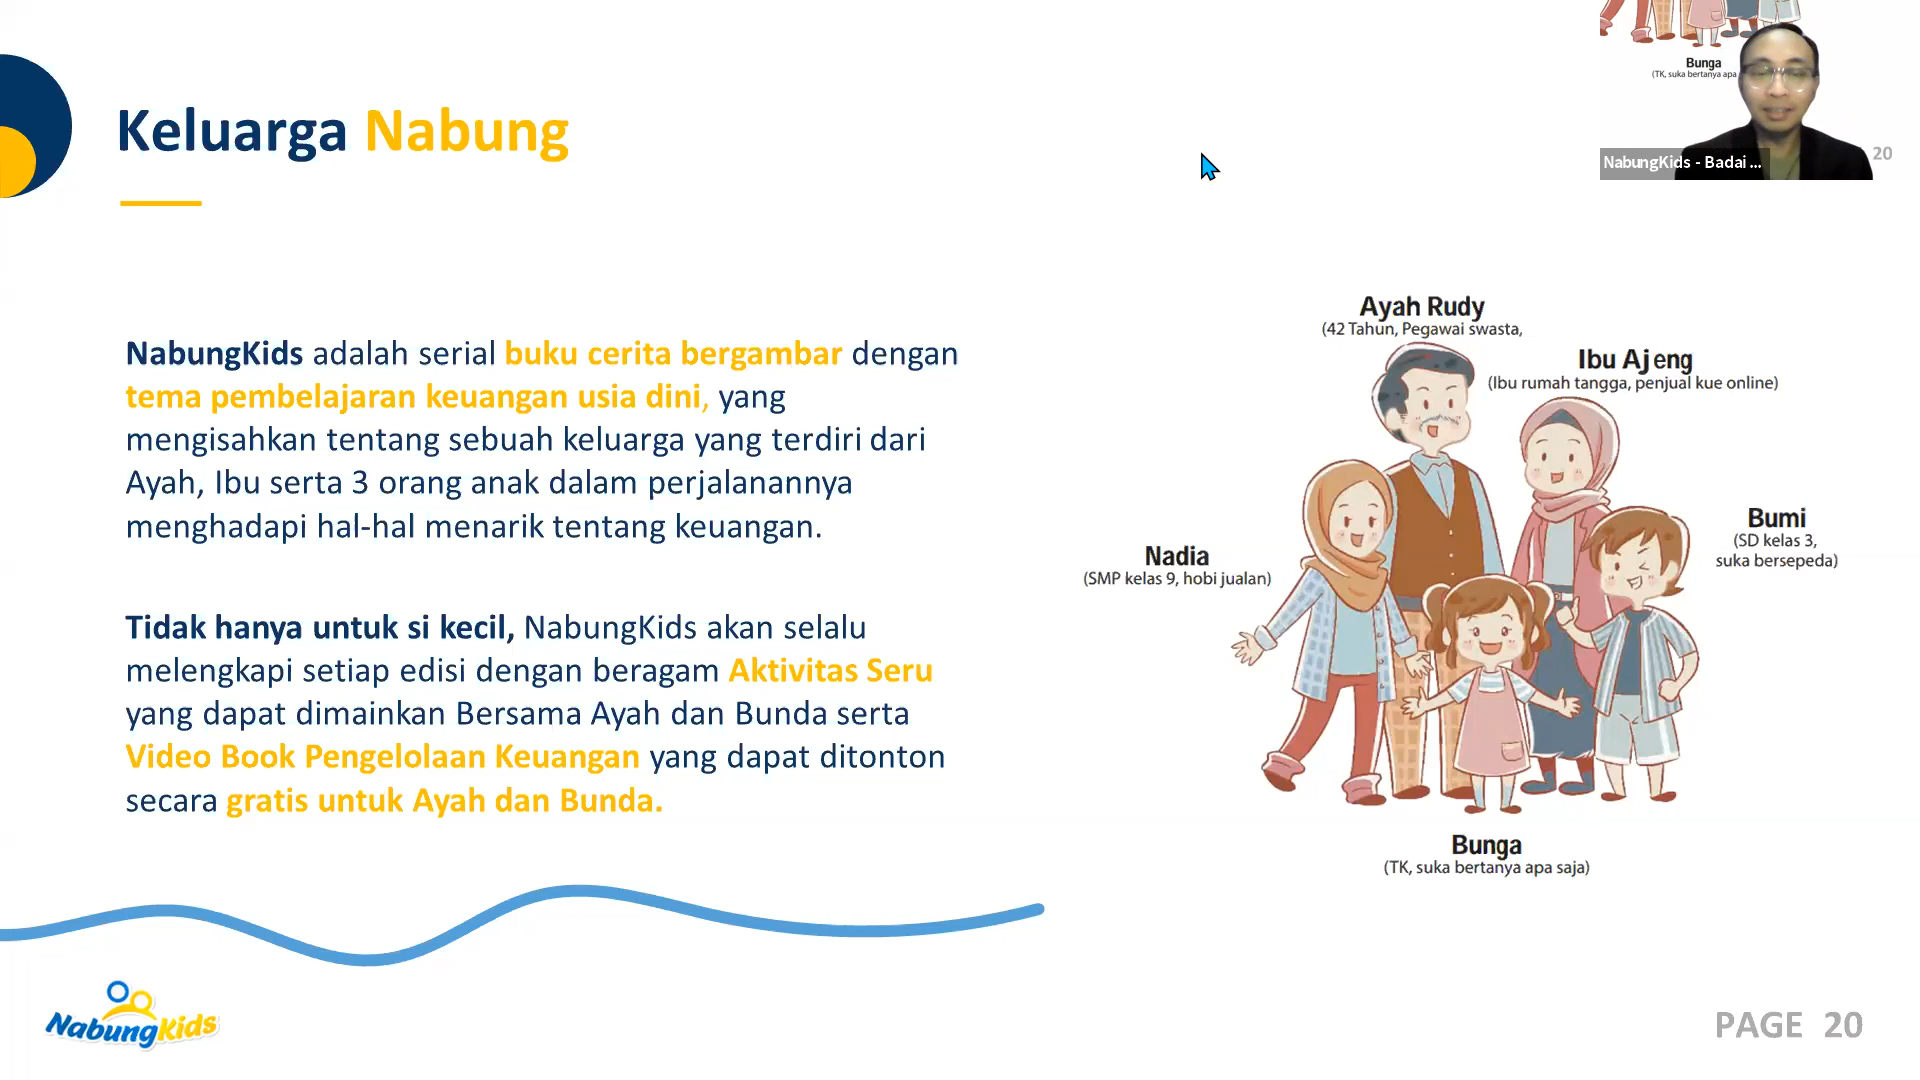 Keluarga Nabung
NabungKids adalah serial buku cerita bergambar dengan
tema pembelajaran keuangan usia dini, yang
mengisahkan tentang sebuah keluarga yang terdiri dari
Ayah, Ibu serta 3 orang anak dalam perjalanannya
menghadapi hal-hal menarik tentang keuangan.
Tidak hanya untuk si kecil, NabungKids akan selalu
melengkapi setiap edisi dengan beragam Aktivitas Seru
yang dapat dimainkan Bersama Ayah dan Bunda serta
Video Book Pengelolaan Keuangan yang dapat ditonton
secara gratis untuk Ayah dan Bunda.
Ayah Rudy
(42 Tahun, Pegawai swasta,
Ibu Ajeng
(Ibu rumah tangga, penjual kue online)
Nadia
(SMP kelas 9, hobi jualan)
Bumi
(SD kelas 3,
suka bersepeda)
Bunga
(TK, suka bertanya apa saja)
Bunga
(TK, suka bertanya apa
20
NabungKids - Badai ...
NabungKids
PAGE 20